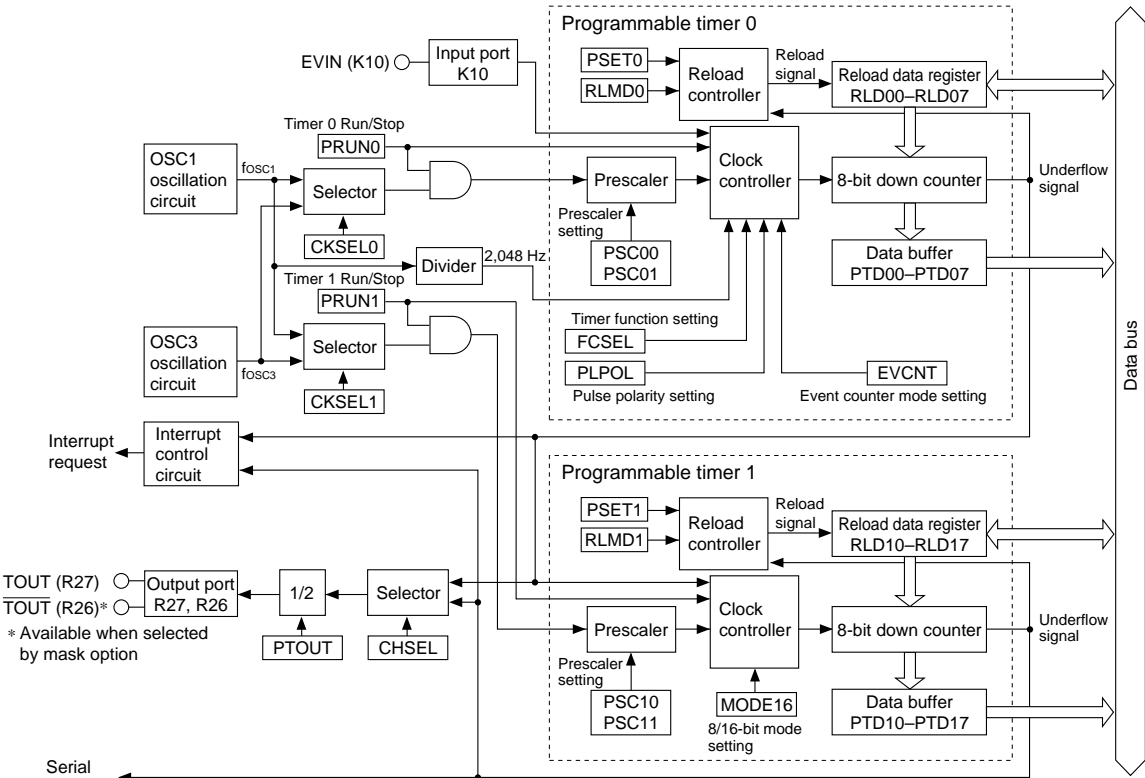 Programmable timer 0
EVIN (K10)
Input port
K10
PSET0
RLMD0
Reload
controller
Reload
signal
Reload data register
RLD00–RLD07
Timer 0 Run/Stop
PRUN0
OSC1
oscillation
circuit
fOSC1
Selector
CKSEL0
Prescaler
Prescaler
setting
PSC00
PSC01
Clock
controller
8-bit down counter
Underflow
signal
Data buffer
PTD00–PTD07
Divider
2,048 Hz
Timer 1 Run/Stop
PRUN1
OSC3
oscillation
circuit
fOSC3
Selector
CKSEL1
Timer function setting
FCSEL
PLPOL
Pulse polarity setting
EVCNT
Event counter mode setting
Data bus
Interrupt
request
Interrupt
control
circuit
Programmable timer 1
PSET1
RLMD1
Reload
controller
Reload
signal
Reload data register
RLD10–RLD17
TOUT (R27)
TOUT (R26)*
* Available when selected
by mask option
Output port
R27, R26
1/2
PTOUT
Selector
CHSEL
Prescaler
Prescaler
setting
PSC10
PSC11
Clock
controller
MODE16
8/16-bit mode
setting
8-bit down counter
Underflow
signal
Data buffer
PTD10–PTD17
Serial